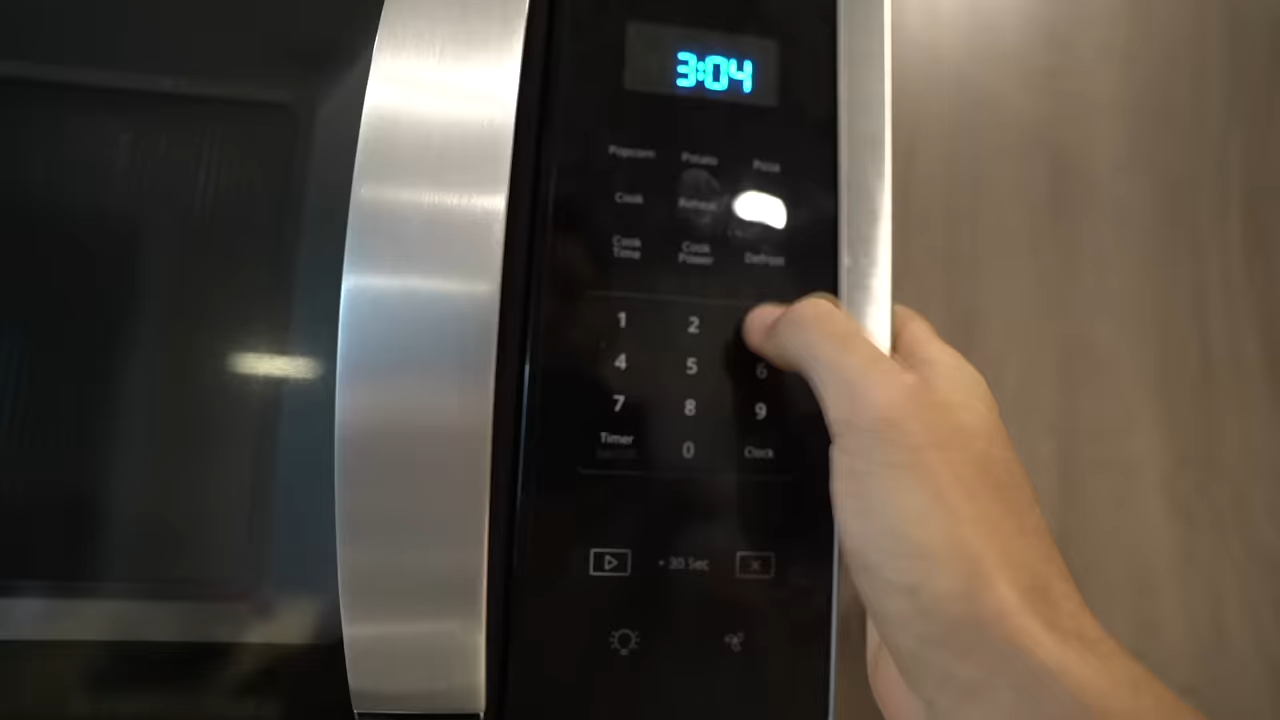 3:04
Popcorn Potato Pizza
Cook Reheat
Cook Time Cook Power Defrost
1 2
4 5 6
7 8 9
Timer 0 Clock
+ 30 Sec